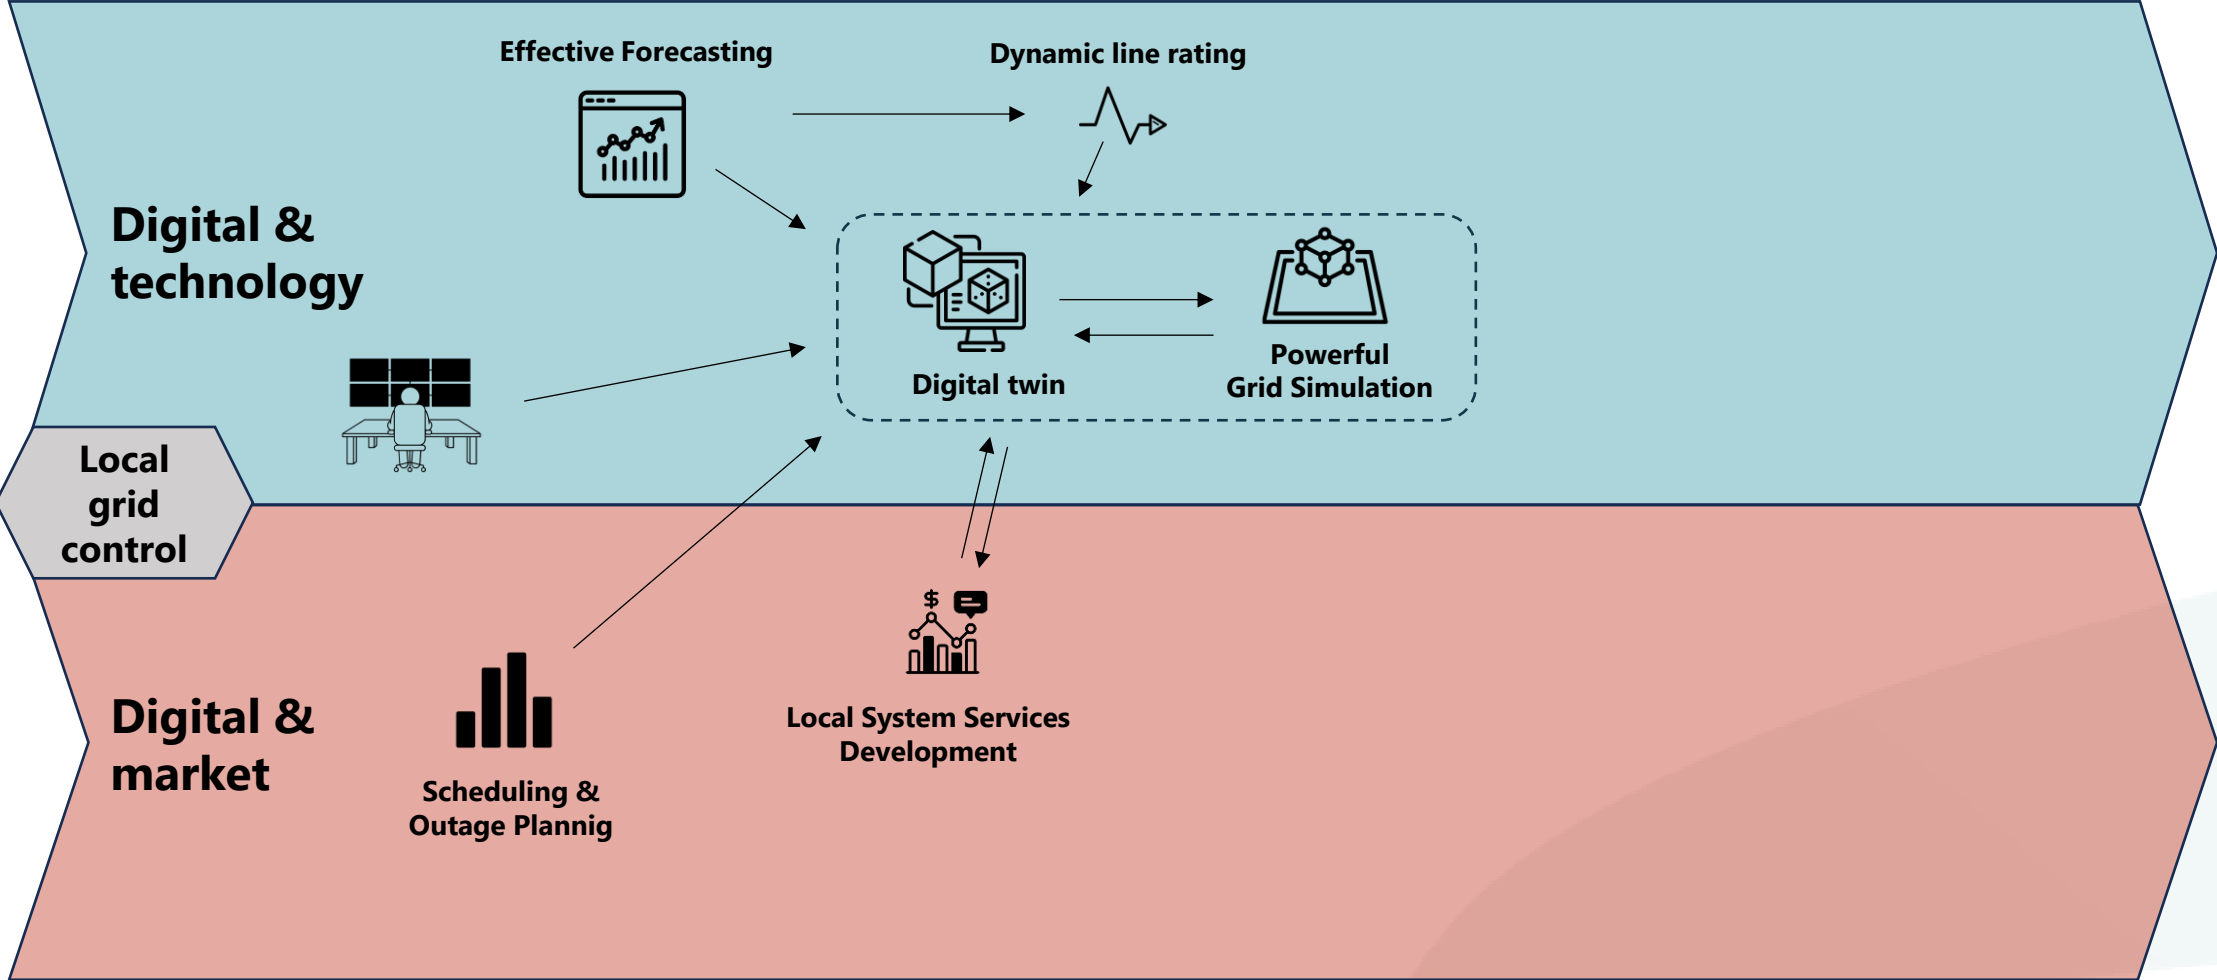 Effective Forecasting
Dynamic line rating
Digital &
technology
Digital twin
Powerful
Grid Simulation
Local
grid
control
$
Digital &
market
Local System Services
Development
Scheduling &
Outage Plannig